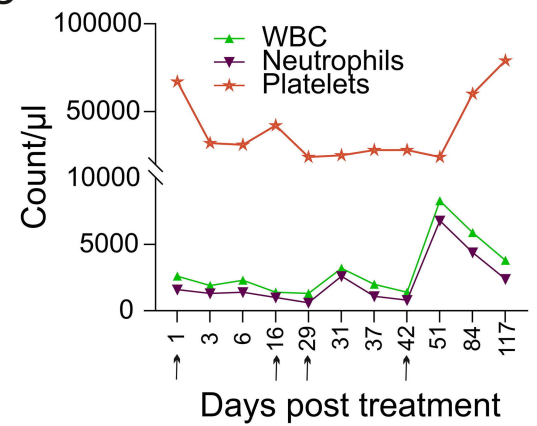 100000
WBC
Neutrophils
Platelets
50000
10000
5000
0
Count/µl
1 3 6 16 29 31 37 42 51 84 117
Days post treatment